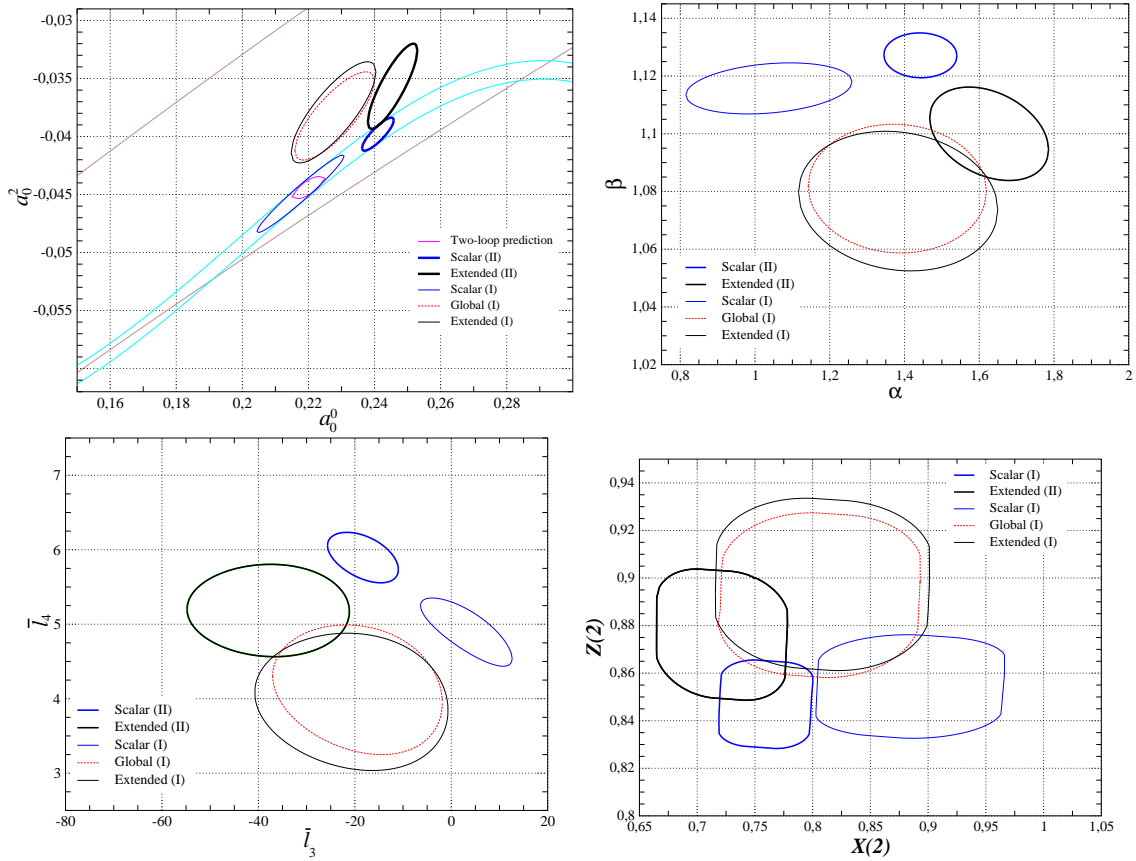 -0,03
-0,035
-0,04
-0,045
-0,05
-0,055
a₀²
0,16 0,18 0,2 0,22 0,24 0,26 0,28
a₀⁰
Two-loop prediction
Scalar (II)
Extended (II)
Scalar (I)
Global (I)
Extended (I)
1,14
1,12
1,1
1,08
1,06
1,04
1,02
β
0,8 1 1,2 1,4 1,6 1,8 2
α
Scalar (II)
Extended (II)
Scalar (I)
Global (I)
Extended (I)
7
6
5
4
3
l̄₄
-80 -60 -40 -20 0 20
l̄₃
Scalar (II)
Extended (II)
Scalar (I)
Global (I)
Extended (I)
0,94
0,92
0,9
0,88
0,86
0,84
0,82
0,8
Z(2)
0,65 0,7 0,75 0,8 0,85 0,9 0,95 1 1,05
X(2)
Scalar (I)
Extended (II)
Scalar (I)
Global (I)
Extended (I)